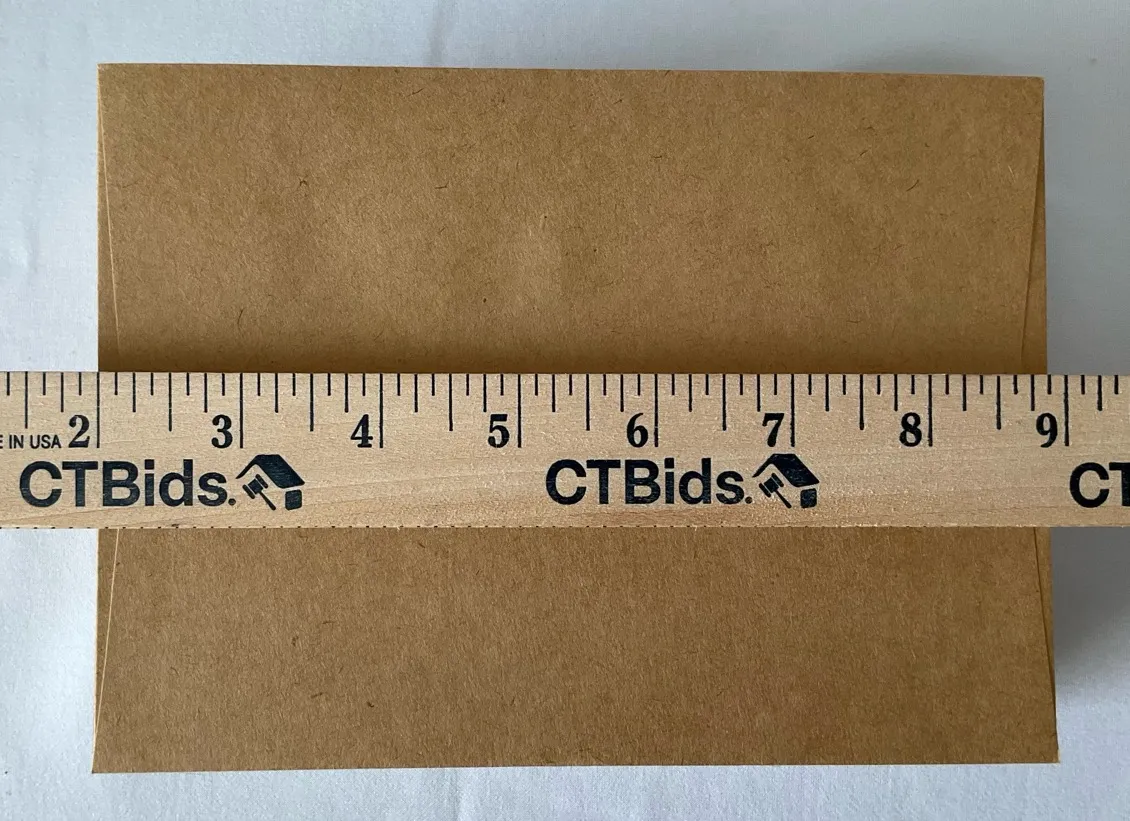 2 3 4 5 6 7 8 9
E IN USA
CTBids. CTBids. CT